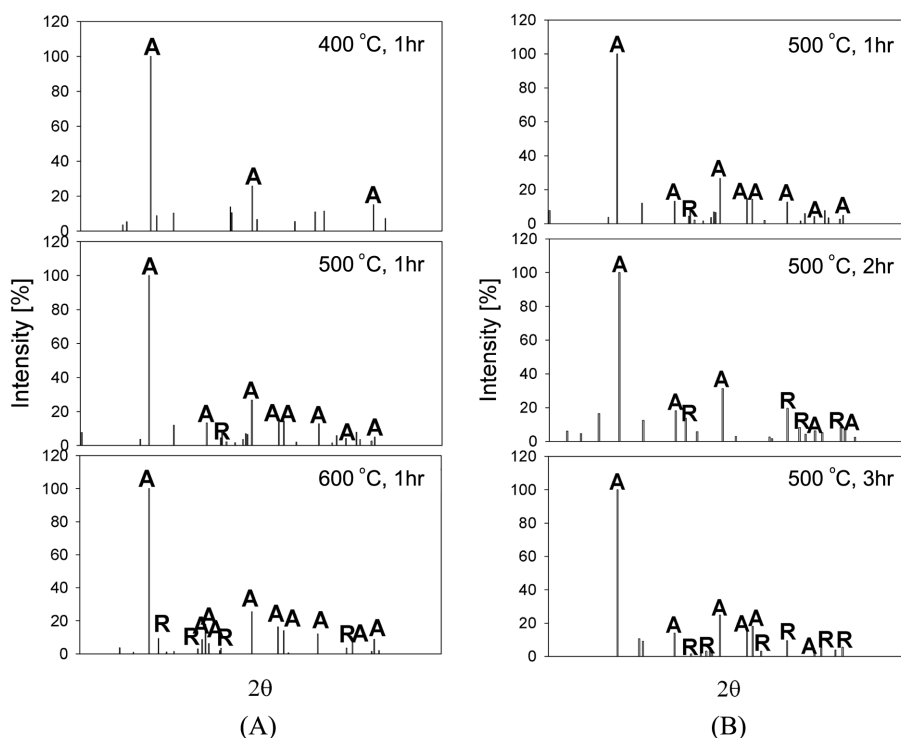 120
400 °C, 1hr
A
100
80
60
40
A
20
A
0
120
500 °C, 1hr
A
100
80
60
40
A
A A A A
20
R A A
0
120
600 °C, 1hr
A
100
80
60
40
A
A A A A
20
R A A R A A
R R
0
Intensity [%]
2θ
(A)
120
500 °C, 1hr
A
100
80
60
40
A
A A A A
20
R A A
0
120
500 °C, 2hr
A
100
80
60
40
A
R
20
A R R A R A
0
120
500 °C, 3hr
A
100
80
60
40
A
A A A
20
R
R R R A R R
0
Intensity [%]
2θ
(B)